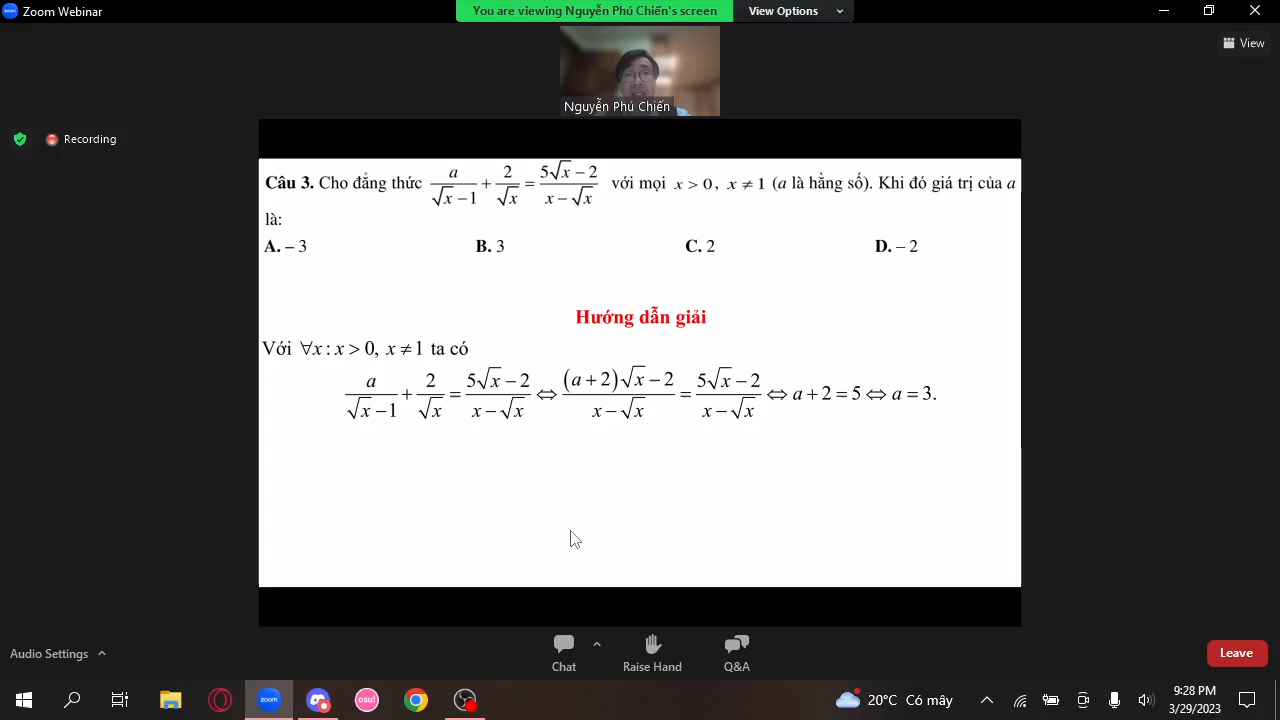 Zoom Webinar
You are viewing Nguyễn Phú Chiến's screen View Options
View
Nguyễn Phú Chiến
Recording
Câu 3. Cho đẳng thức a/(√x − 1) + 2/√x = (5√x − 2)/(x − √x) với mọi x > 0, x ≠ 1 (a là hằng số). Khi đó giá trị của a
là:
A. – 3 B. 3 C. 2 D. – 2
Hướng dẫn giải
Với ∀x : x > 0, x ≠ 1 ta có
a/(√x − 1) + 2/√x = (5√x − 2)/(x − √x) ⇔ ((a + 2)√x − 2)/(x − √x) = (5√x − 2)/(x − √x) ⇔ a + 2 = 5 ⇔ a = 3.
Audio Settings
Chat Raise Hand Q&A
Leave
zoom
osu!
20°C Có mây
9:28 PM
3/29/2023